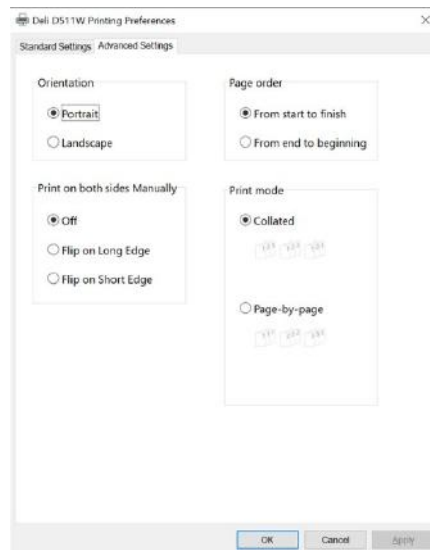 Deli D511W Printing Preferences
Standard Settings Advanced Settings
Orientation
Portrait
Landscape
Page order
From start to finish
From end to beginning
Print on both sides Manually
Off
Flip on Long Edge
Flip on Short Edge
Print mode
Collated
Page-by-page
OK Cancel Apply